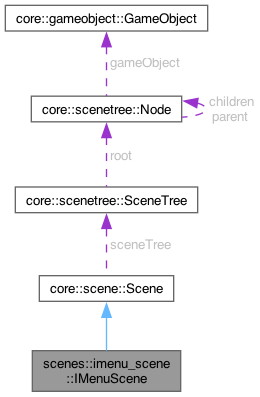 core::gameobject::GameObject
gameObject
core::scenetree::Node
children
parent
root
core::scenetree::SceneTree
sceneTree
core::scene::Scene
scenes::imenu_scene
::IMenuScene